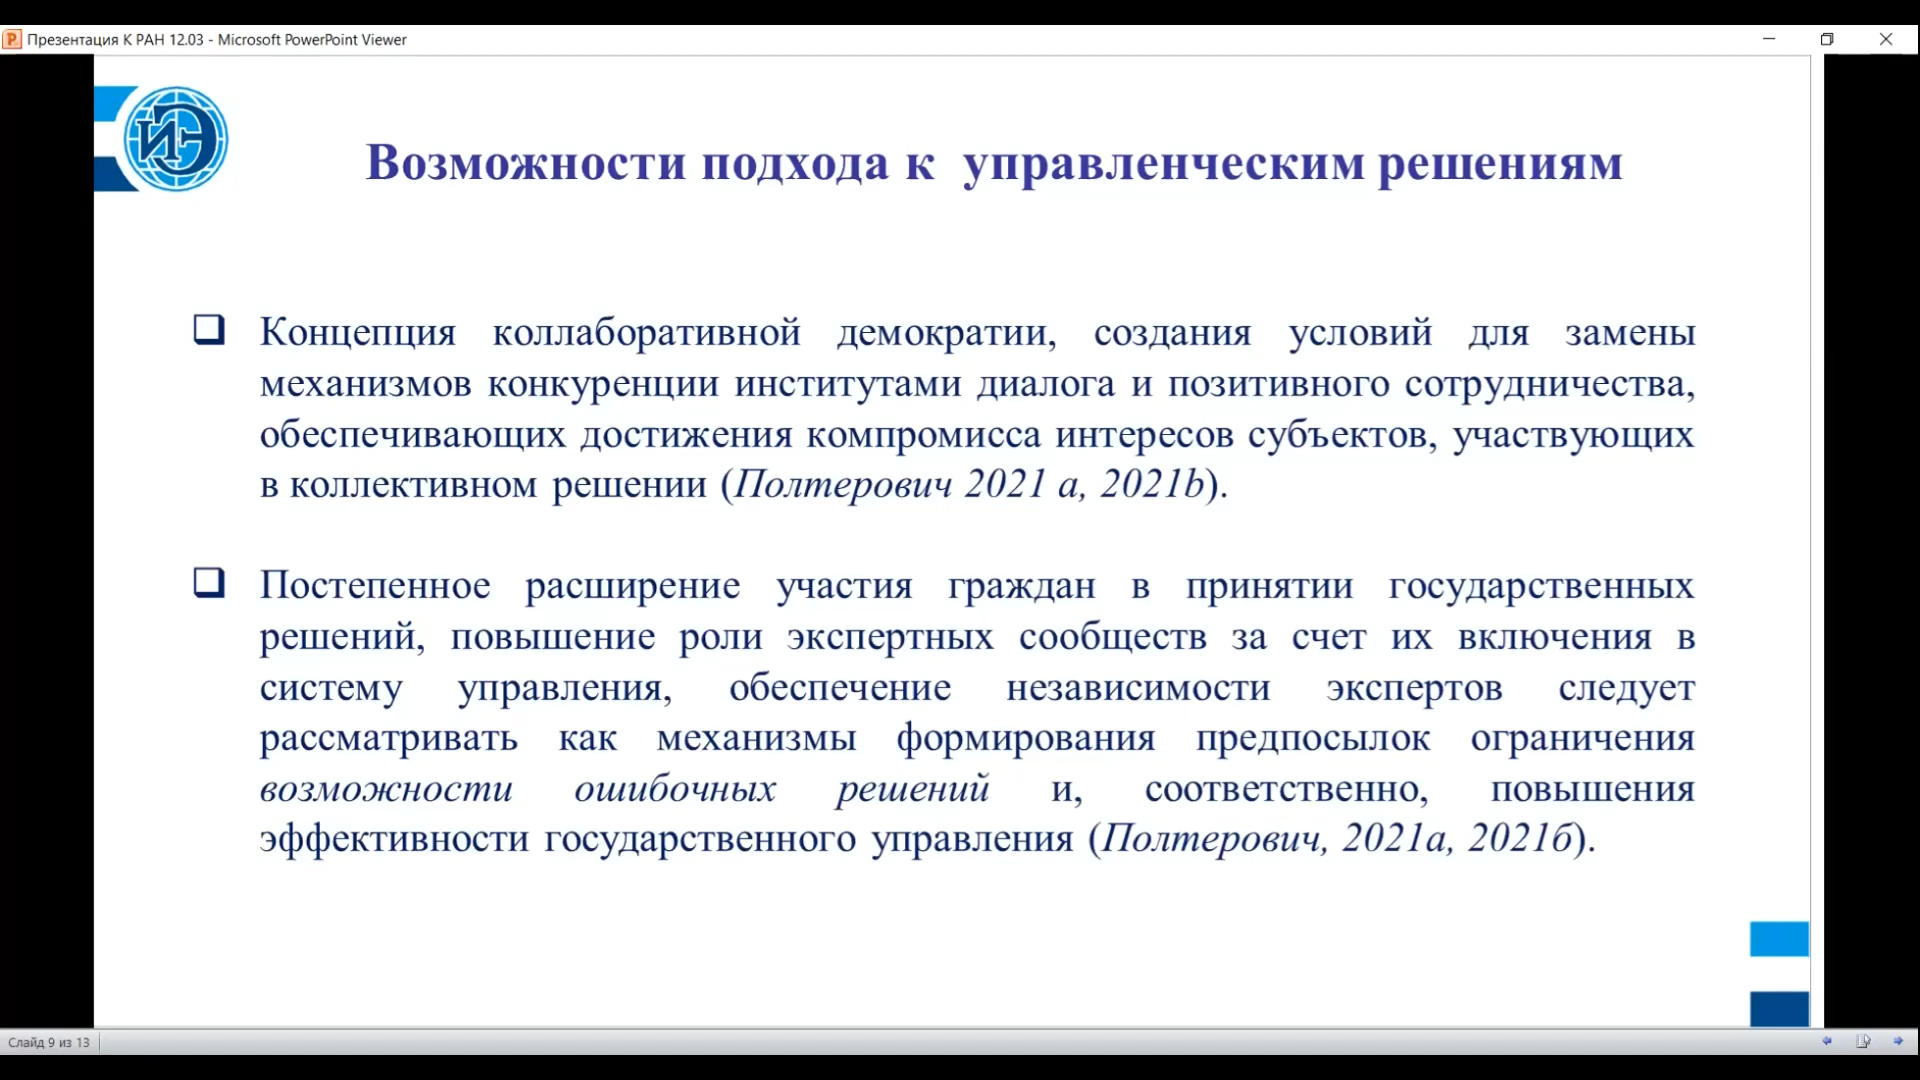 Презентация К РАН 12.03 - Microsoft PowerPoint Viewer
ИЭ
Возможности подхода к управленческим решениям
Концепция коллаборативной демократии, создания условий для замены
механизмов конкуренции институтами диалога и позитивного сотрудничества,
обеспечивающих достижения компромисса интересов субъектов, участвующих
в коллективном решении (Полтерович 2021 а, 2021b).
Постепенное расширение участия граждан в принятии государственных
решений, повышение роли экспертных сообществ за счет их включения в
систему управления, обеспечение независимости экспертов следует
рассматривать как механизмы формирования предпосылок ограничения
возможности ошибочных решений и, соответственно, повышения
эффективности государственного управления (Полтерович, 2021а, 2021б).
Слайд 9 из 13